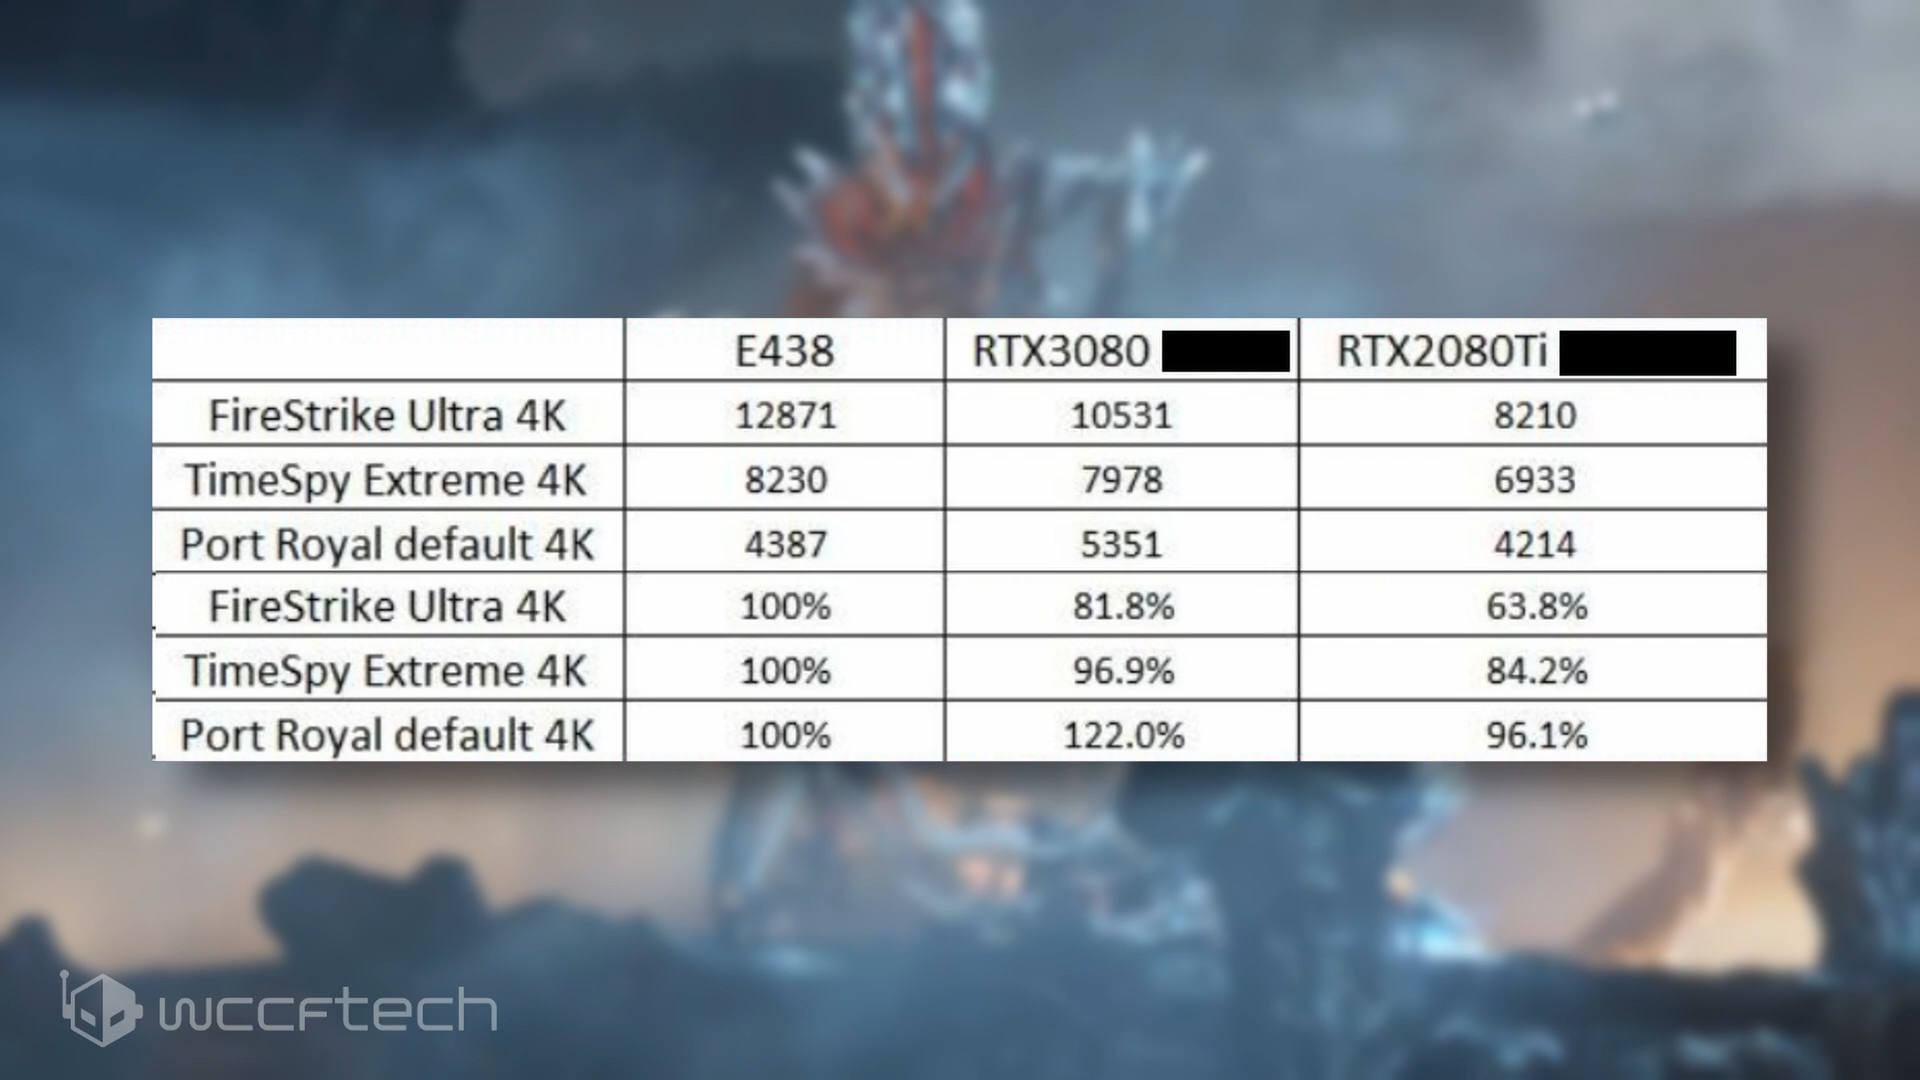 E438 RTX3080 RTX2080Ti
FireStrike Ultra 4K 12871 10531 8210
TimeSpy Extreme 4K 8230 7978 6933
Port Royal default 4K 4387 5351 4214
FireStrike Ultra 4K 100% 81.8% 63.8%
TimeSpy Extreme 4K 100% 96.9% 84.2%
Port Royal default 4K 100% 122.0% 96.1%
wccftech